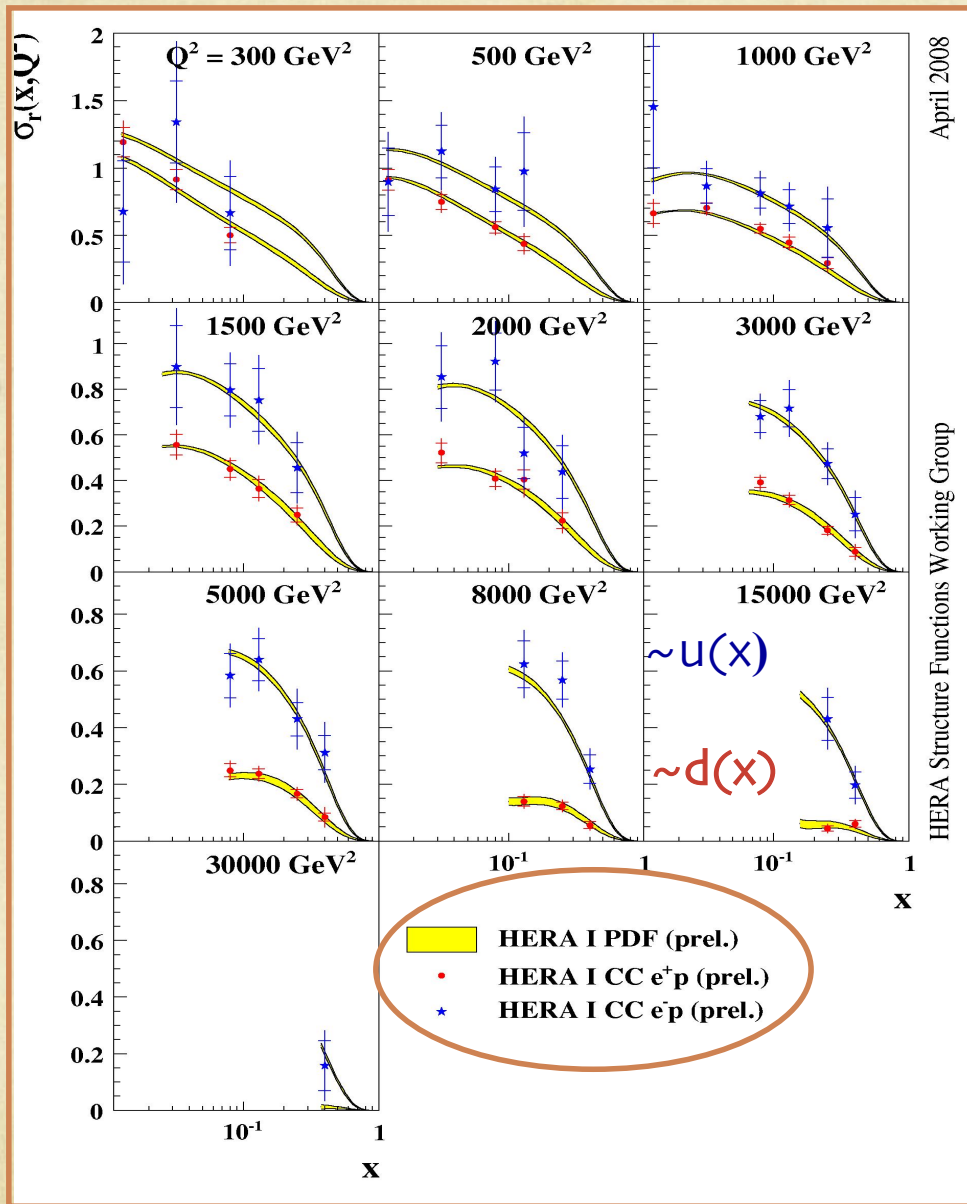 σr(x,Q²)
2
1.5
1
0.5
0
Q² = 300 GeV²
500 GeV²
1000 GeV²
April 2008
1
0.8
0.6
0.4
0.2
0
1500 GeV²
2000 GeV²
3000 GeV²
HERA Structure Functions Working Group
0.8
0.6
0.4
0.2
0
5000 GeV²
8000 GeV²
15000 GeV²
~u(x)
~d(x)
10⁻¹
1
10⁻¹
1
x
0.8
0.6
0.4
0.2
0
30000 GeV²
HERA I PDF (prel.)
HERA I CC e⁺p (prel.)
HERA I CC e⁻p (prel.)
10⁻¹
1
x